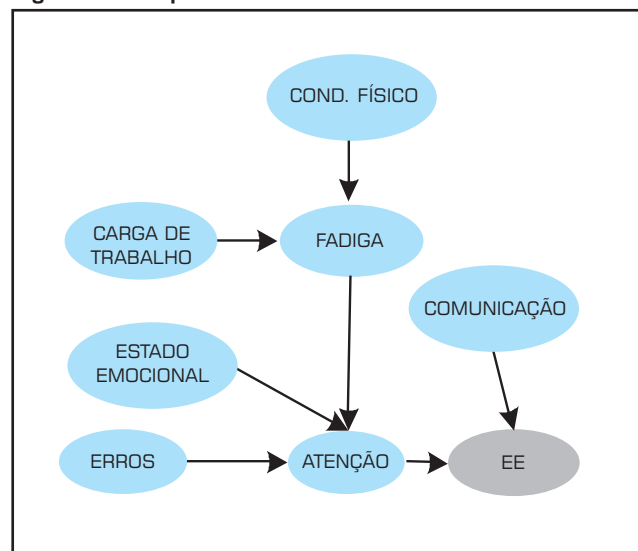 COND. FÍSICO
CARGA DE
TRABALHO
FADIGA
COMUNICAÇÃO
ESTADO
EMOCIONAL
ERROS
ATENÇÃO
EE